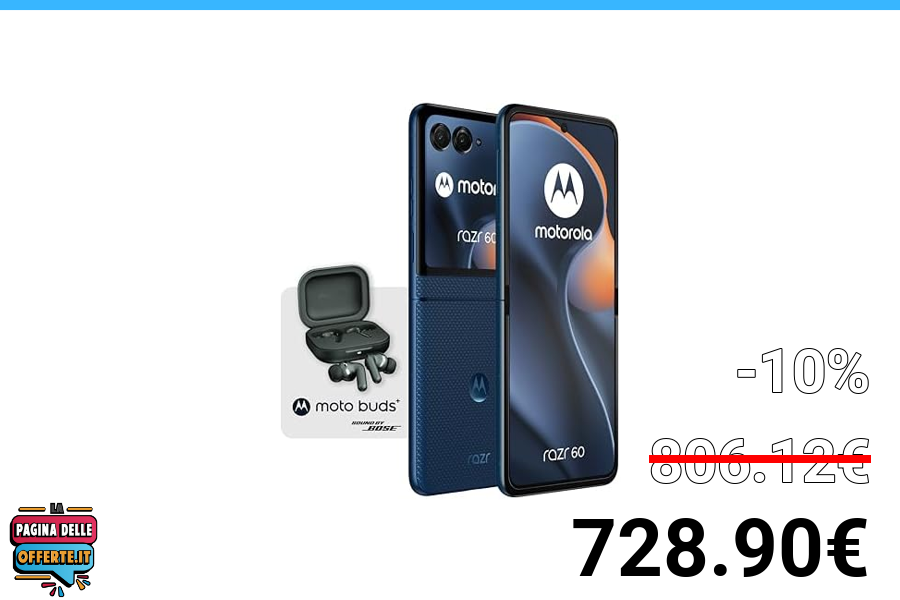 motorola
razr 60
motorola
razr 60
razr
moto buds+
SOUND BY
BOSE
-10%
806.12€
728.90€
LA
PAGINA DELLE
OFFERTE.IT